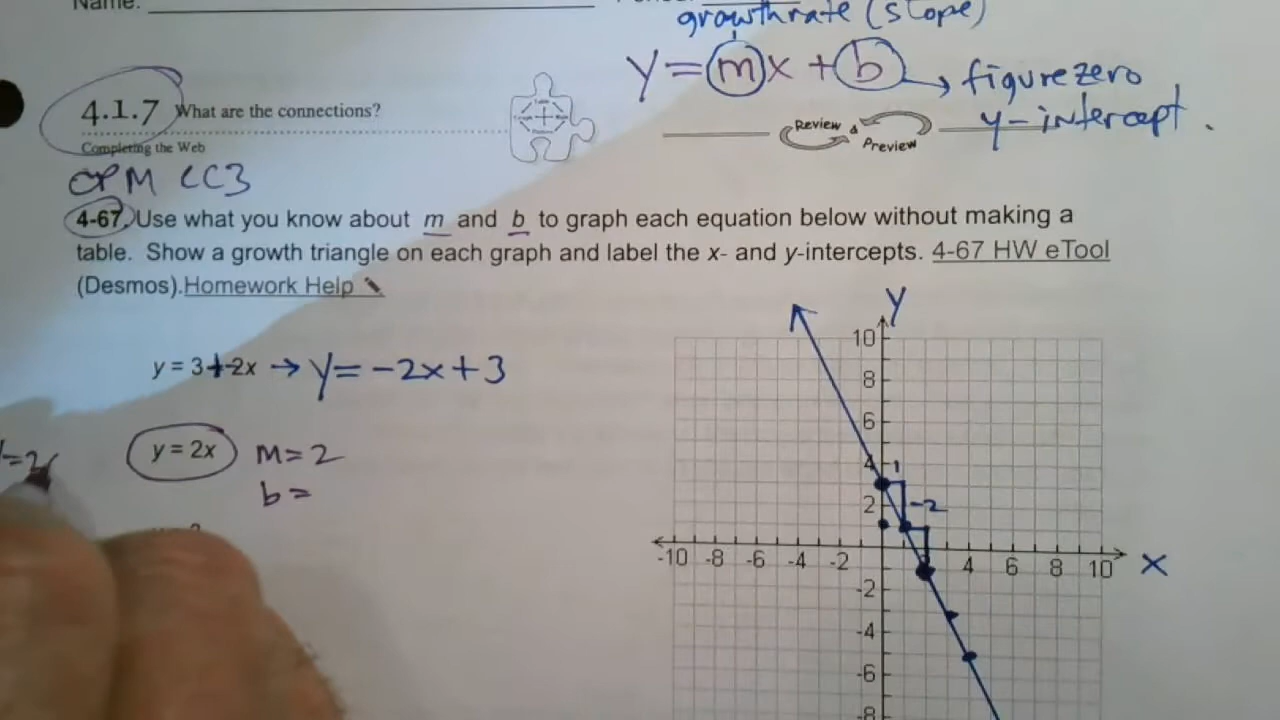 Name:
growth rate (slope)
y = mx + b → figure zero
y-intercept.
4.1.7 What are the connections?
Completing the Web
Review & Preview
CPM CC3
4-67. Use what you know about m and b to graph each equation below without making a
table. Show a growth triangle on each graph and label the x- and y-intercepts. 4-67 HW eTool
(Desmos). Homework Help ✎
y = 3+-2x → y = -2x + 3
y = 2x m = 2
b =
Y
10
8
6
4 1
2 -2
-10 -8 -6 -4 -2 4 6 8 10 X
-2
-4
-6
-8